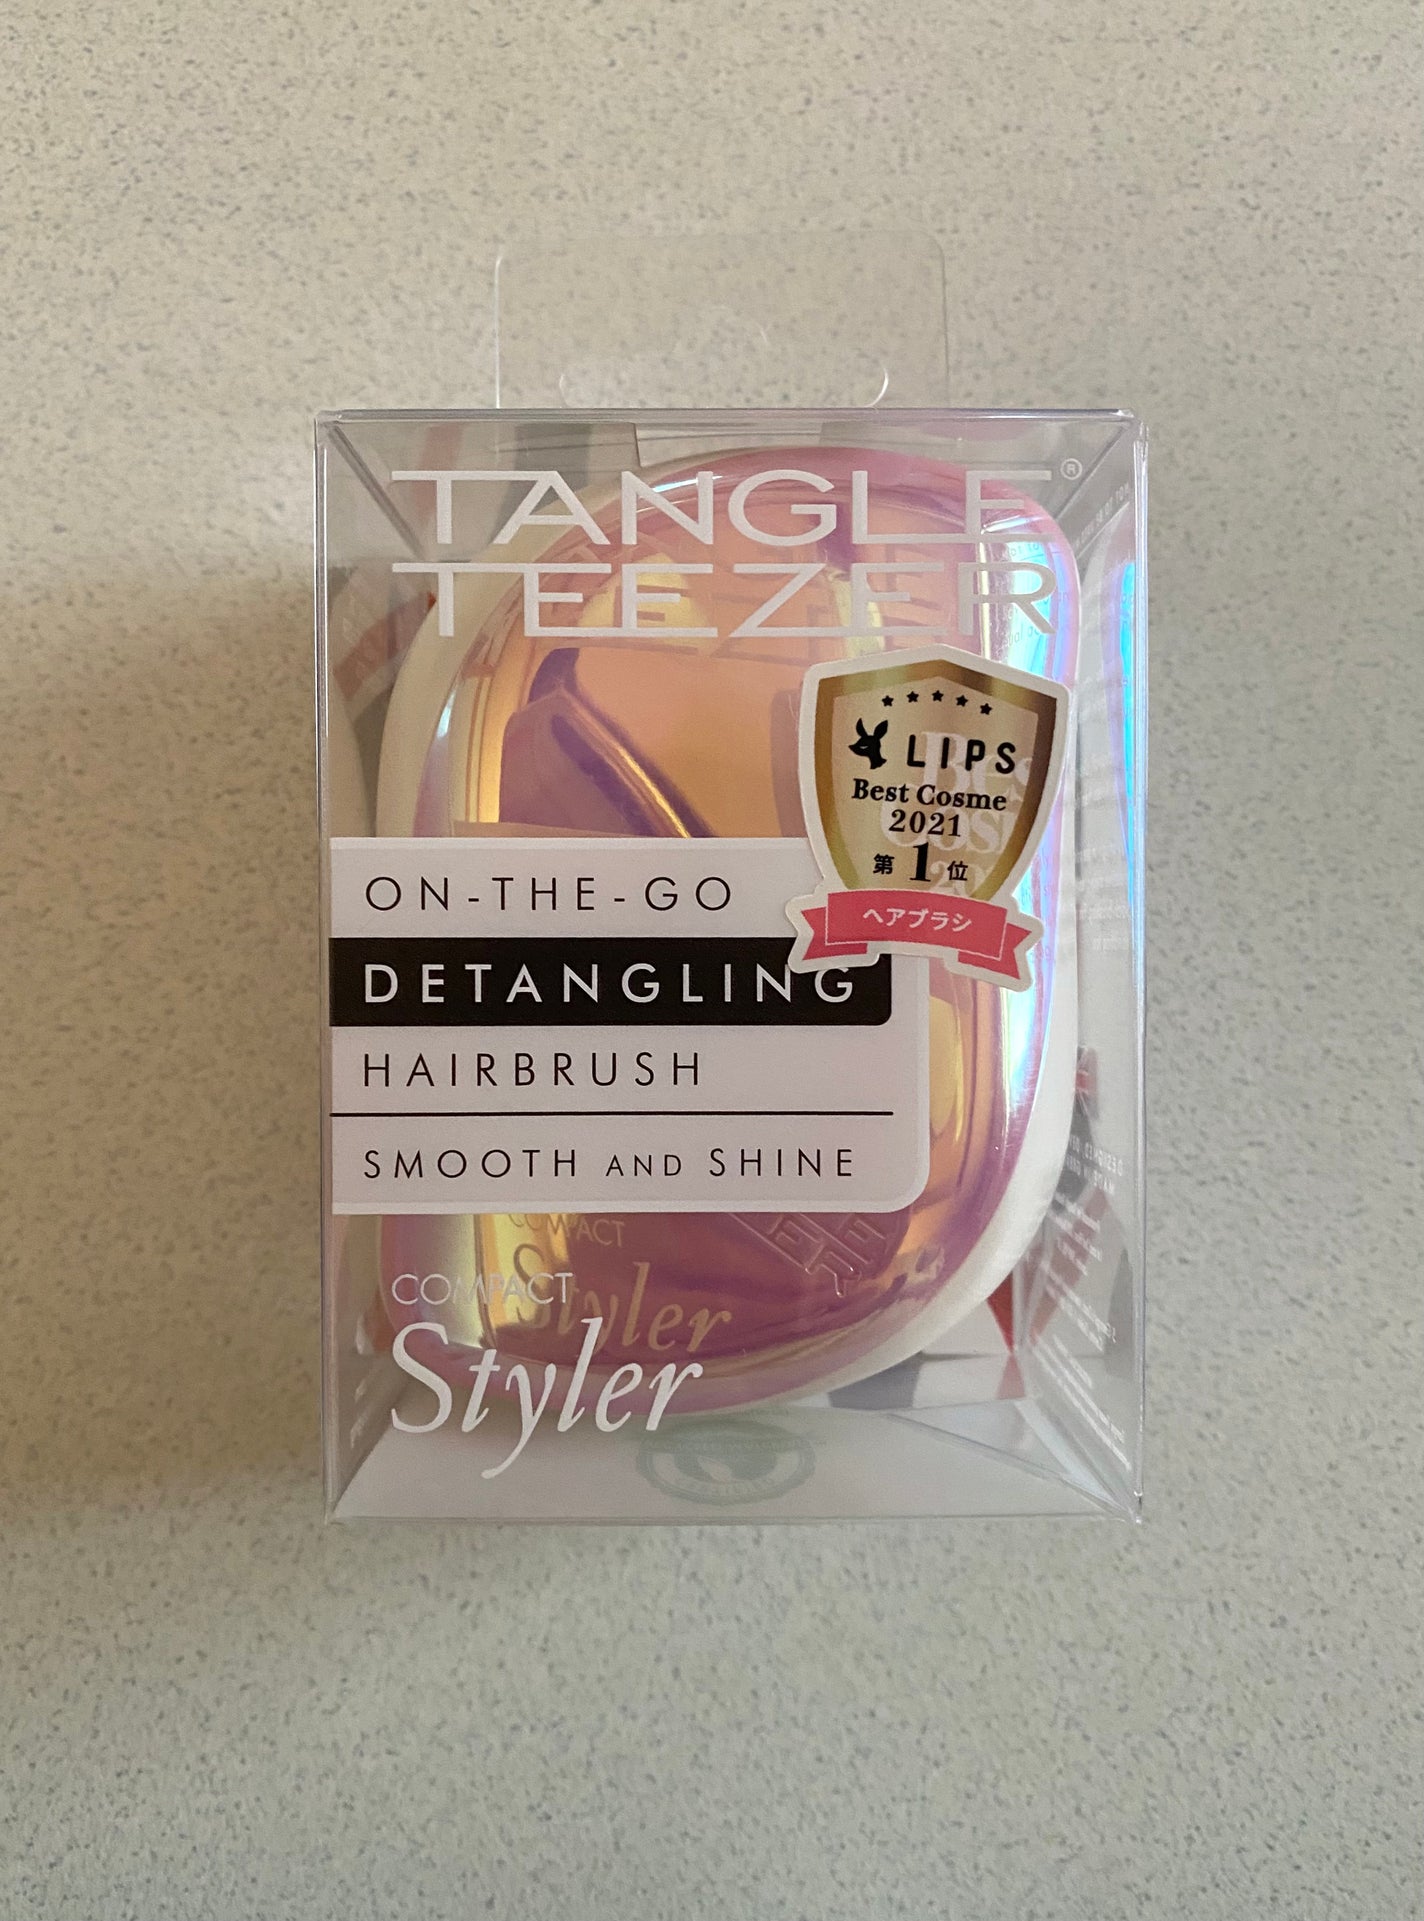 TANGLE®
TEEZER
LIPS
Best Cosme
2021
第1位
ヘアブラシ
ON-THE-GO
DETANGLING
HAIRBRUSH
SMOOTH AND SHINE
COMPACT
Styler